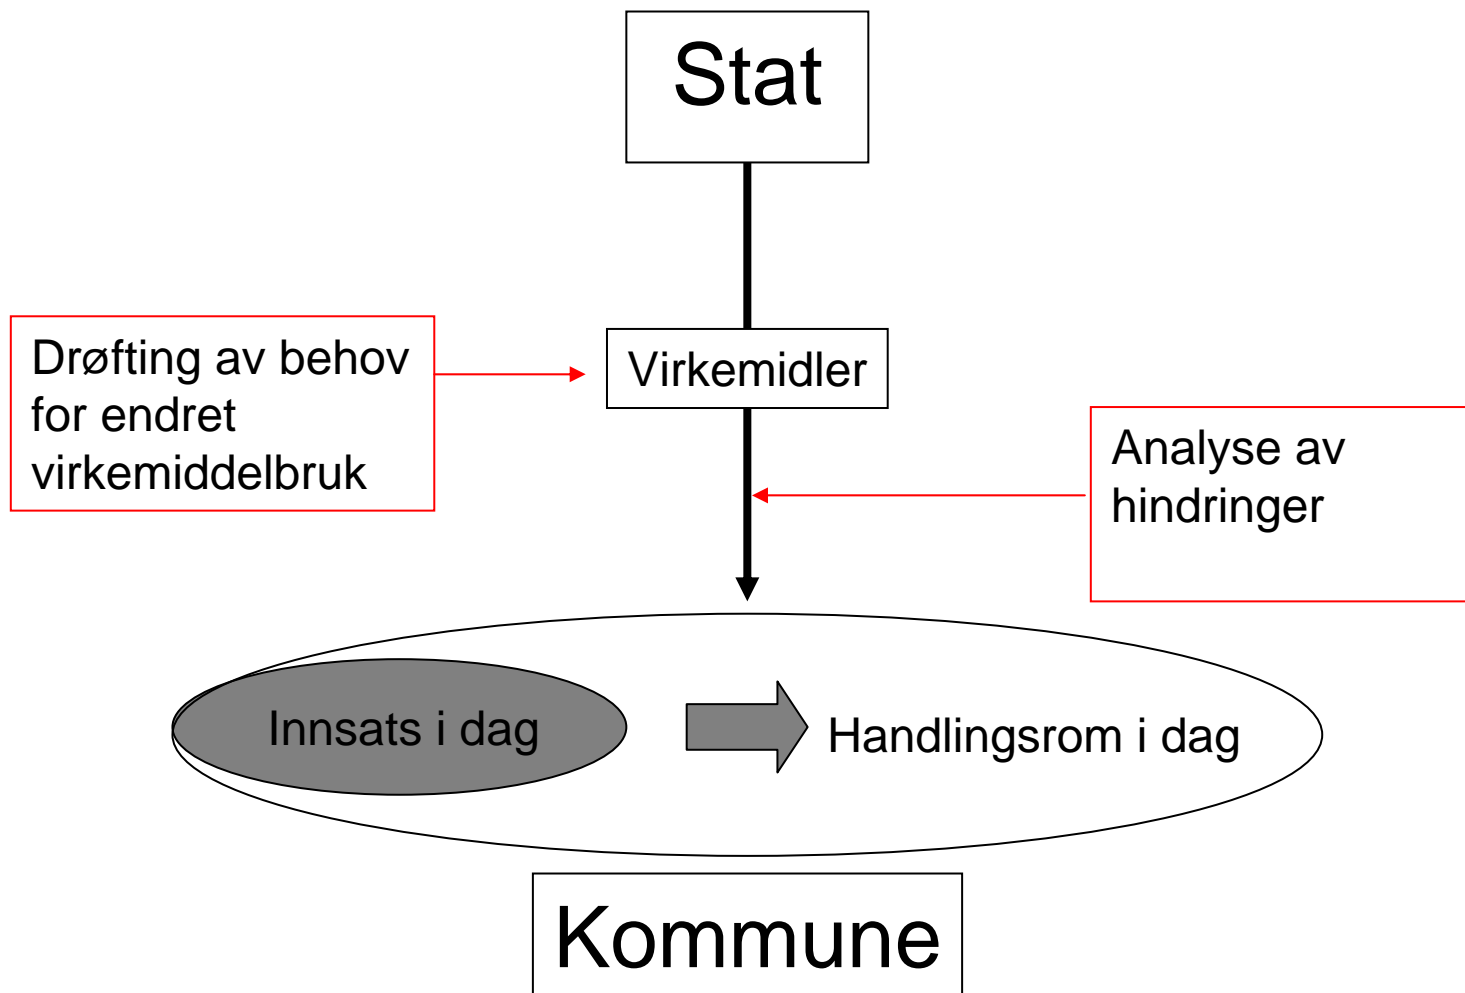 Stat
Drøfting av behov
for endret
virkemiddelbruk
Virkemidler
Analyse av
hindringer
Innsats i dag
Handlingsrom i dag
Kommune